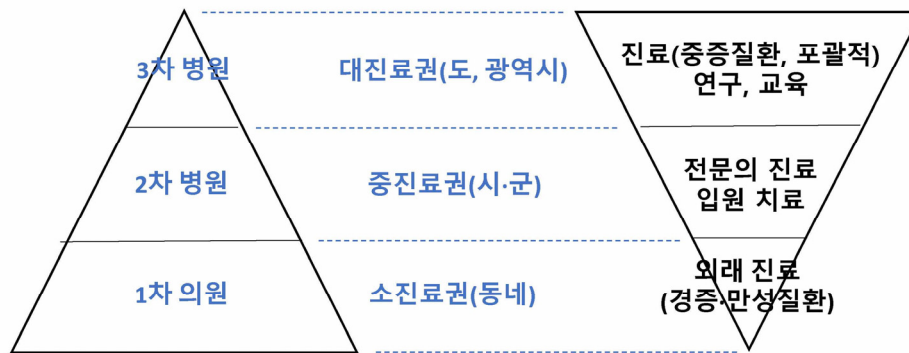 3차 병원
대진료권(도, 광역시)
진료(중증질환, 포괄적)
연구, 교육
2차 병원
중진료권(시·군)
전문의 진료
입원 치료
1차 의원
소진료권(동네)
외래 진료
(경증·만성질환)